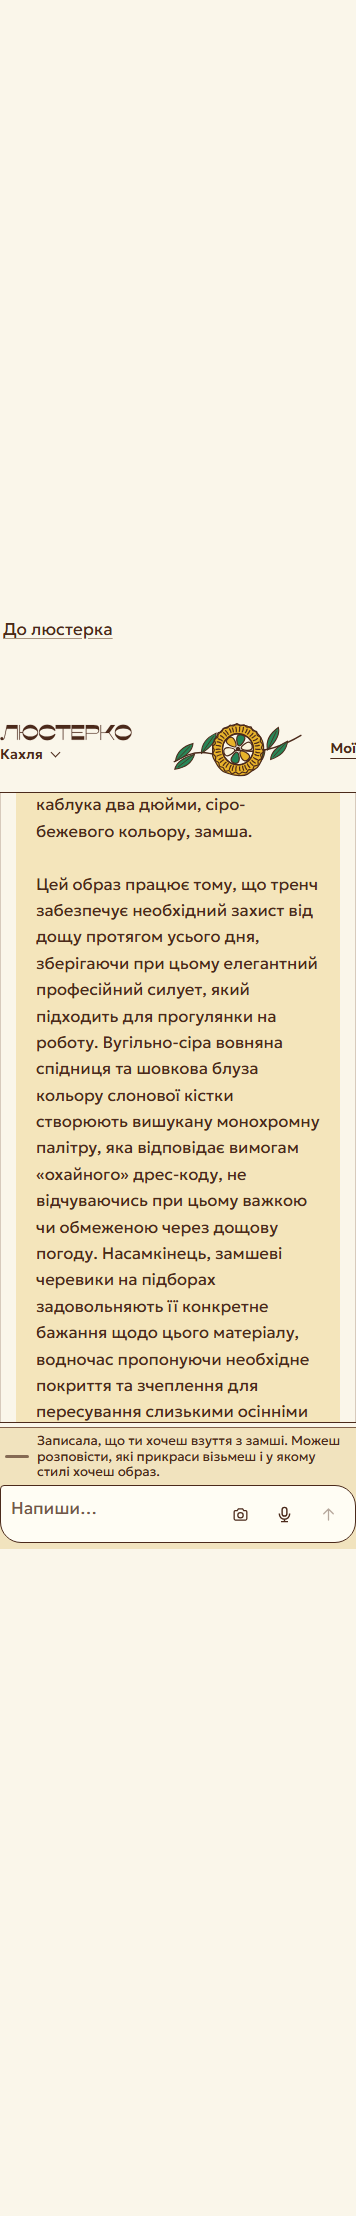 До люстерка
ЛЮСТЕРКО
Кахля
Мої
каблука два дюйми, сіро-
бежевого кольору, замша.
Цей образ працює тому, що тренч
забезпечує необхідний захист від
дощу протягом усього дня,
зберігаючи при цьому елегантний
професійний силует, який
підходить для прогулянки на
роботу. Вугільно-сіра вовняна
спідниця та шовкова блуза
кольору слонової кістки
створюють вишукану монохромну
палітру, яка відповідає вимогам
«охайного» дрес-коду, не
відчуваючись при цьому важкою
чи обмеженою через дощову
погоду. Насамкінець, замшеві
черевики на підборах
задовольняють її конкретне
бажання щодо цього матеріалу,
водночас пропонуючи необхідне
покриття та зчеплення для
пересування слизькими осінніми
Записала, що ти хочеш взуття з замші. Можеш
розповісти, які прикраси візьмеш і у якому
стилі хочеш образ.
Напиши...